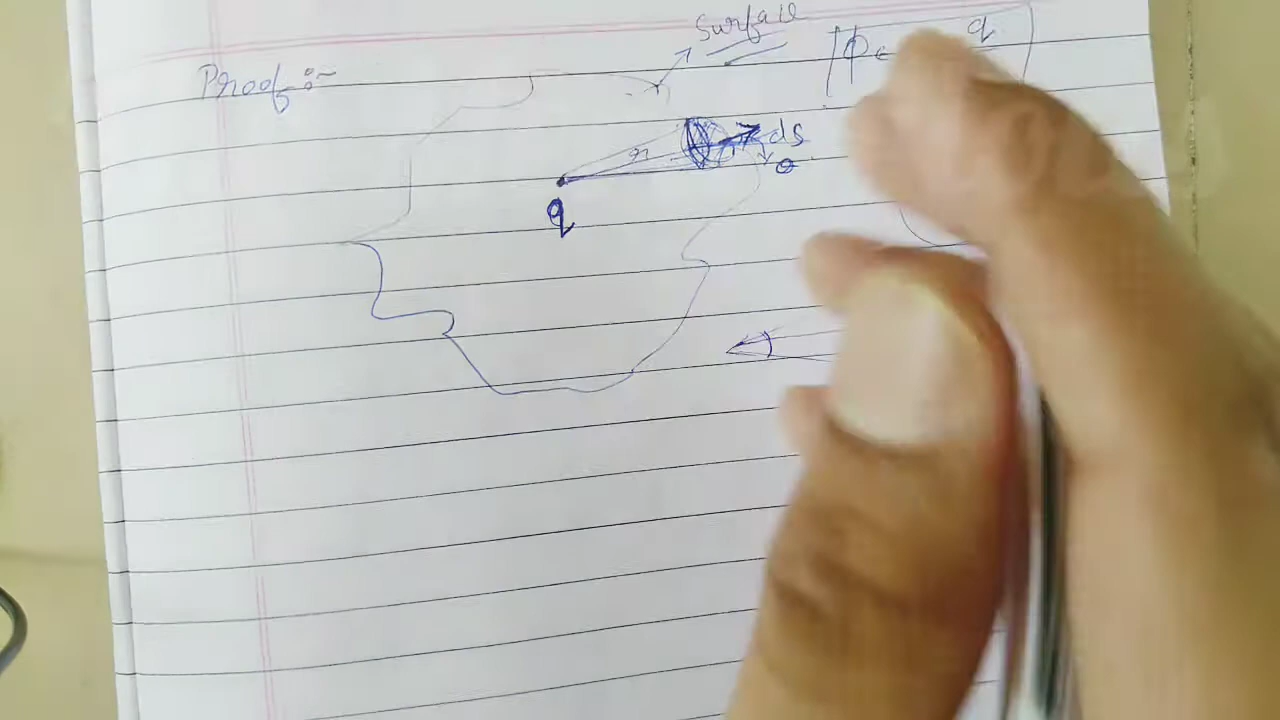 surface
ϕ e q
Proof :-
r
ds
θ
q